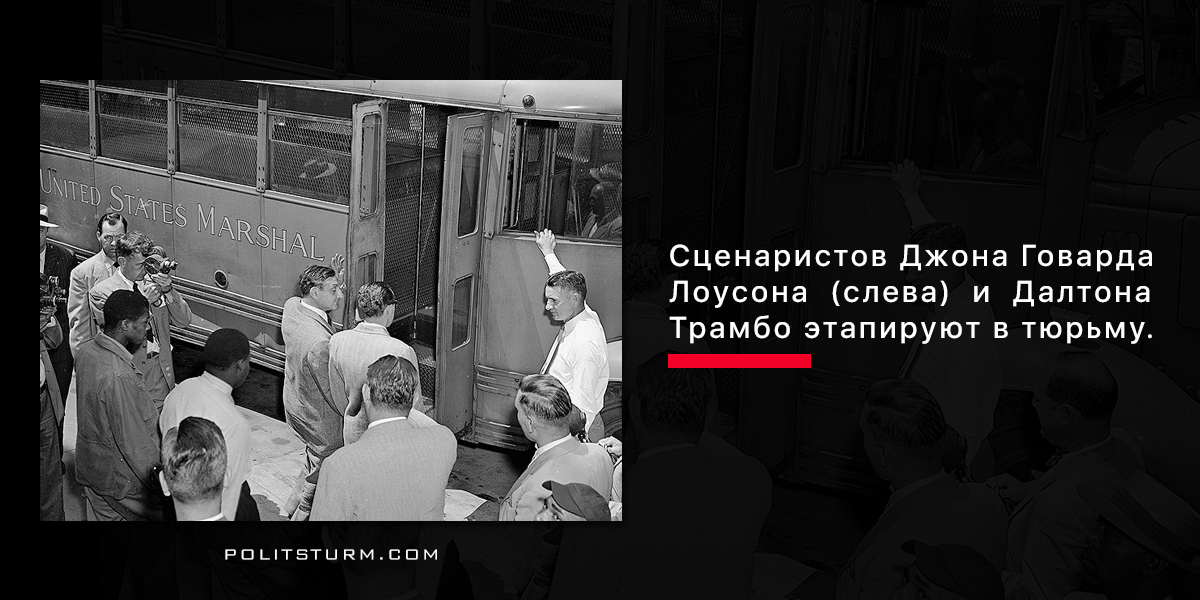 UNITED STATES MARSHAL
Сценаристов Джона Говарда
Лоусона (слева) и Далтона
Трамбо этапируют в тюрьму.
POLITSTURM.COM